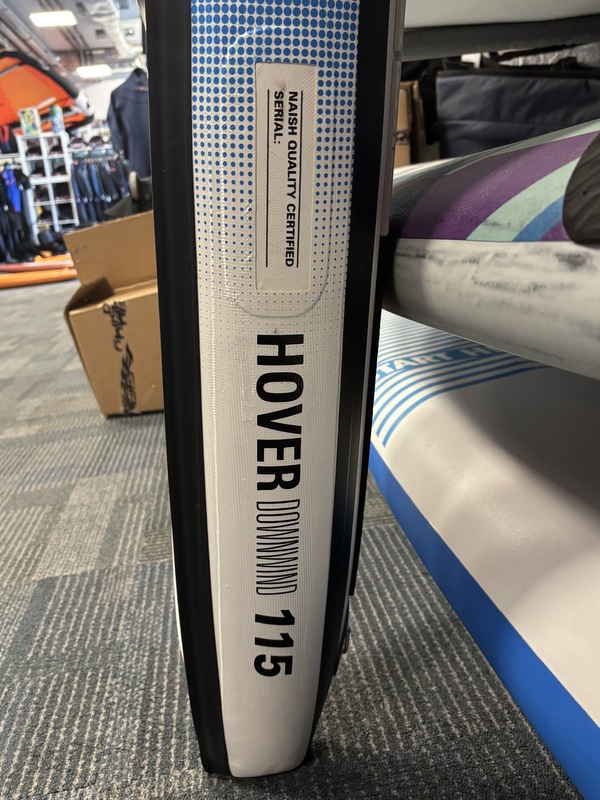 NAISH QUALITY CERTIFIED
SERIAL:
HOVER DOWNWIND 115